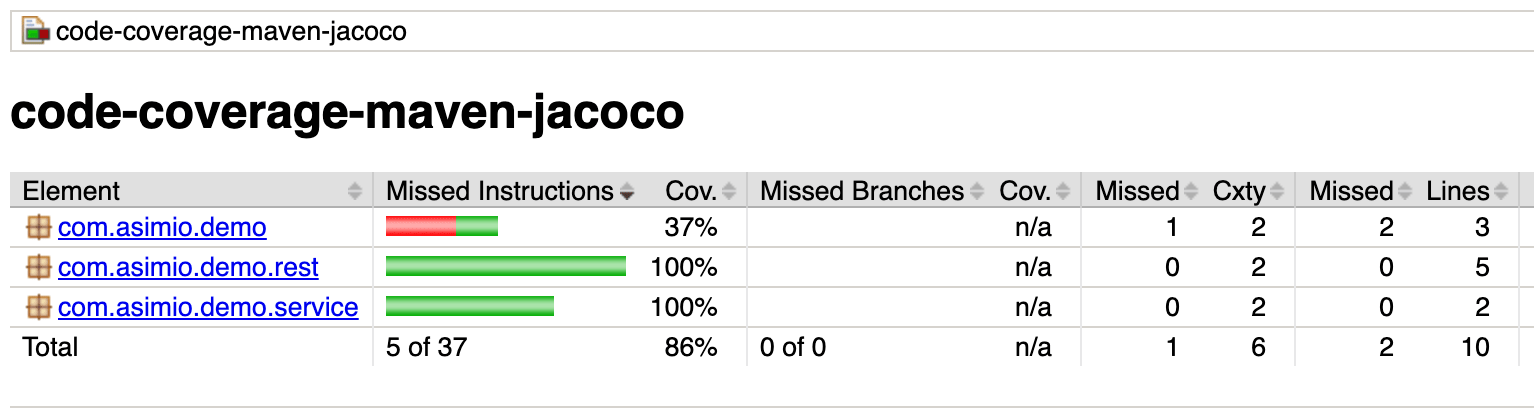 code-coverage-maven-jacoco
code-coverage-maven-jacoco
Element Missed Instructions Cov. Missed Branches Cov. Missed Cxty Missed Lines
com.asimio.demo 37% n/a 1 2 2 3
com.asimio.demo.rest 100% n/a 0 2 0 5
com.asimio.demo.service 100% n/a 0 2 0 2
Total 5 of 37 86% 0 of 0 n/a 1 6 2 10